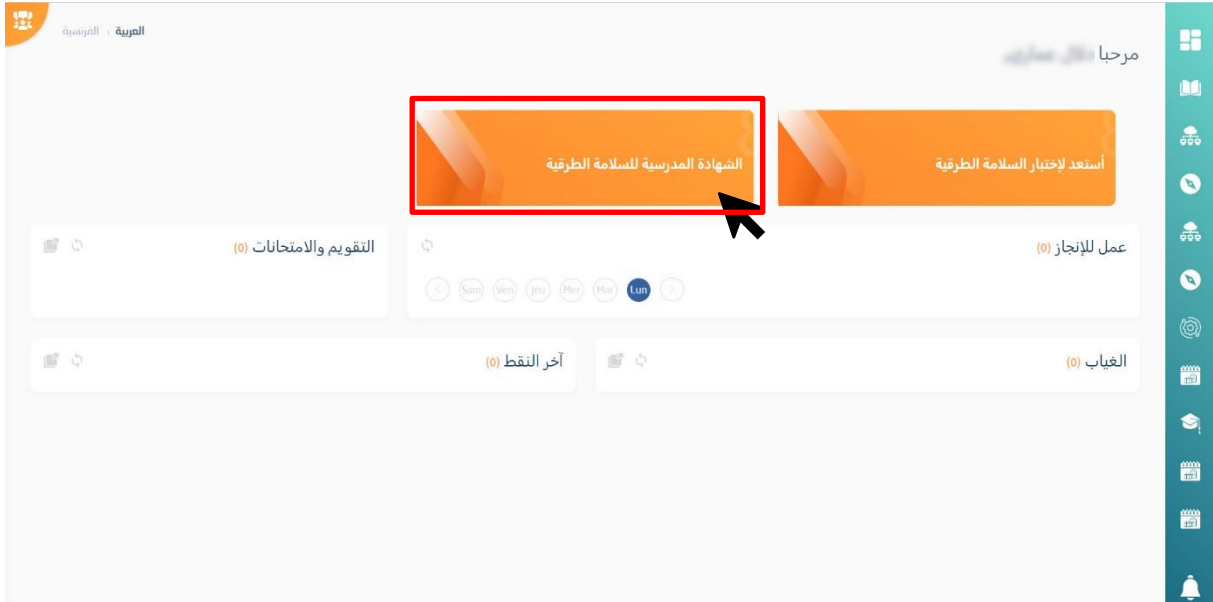 العربية | الفرنسية
مرحبا
أستعد لإختبار السلامة الطرقية
الشهادة المدرسية للسلامة الطرقية
عمل للإنجاز (0)
Sam Ven Jeu Mer Mar Lun
التقويم والامتحانات (0)
الغياب (0)
آخر النقط (0)